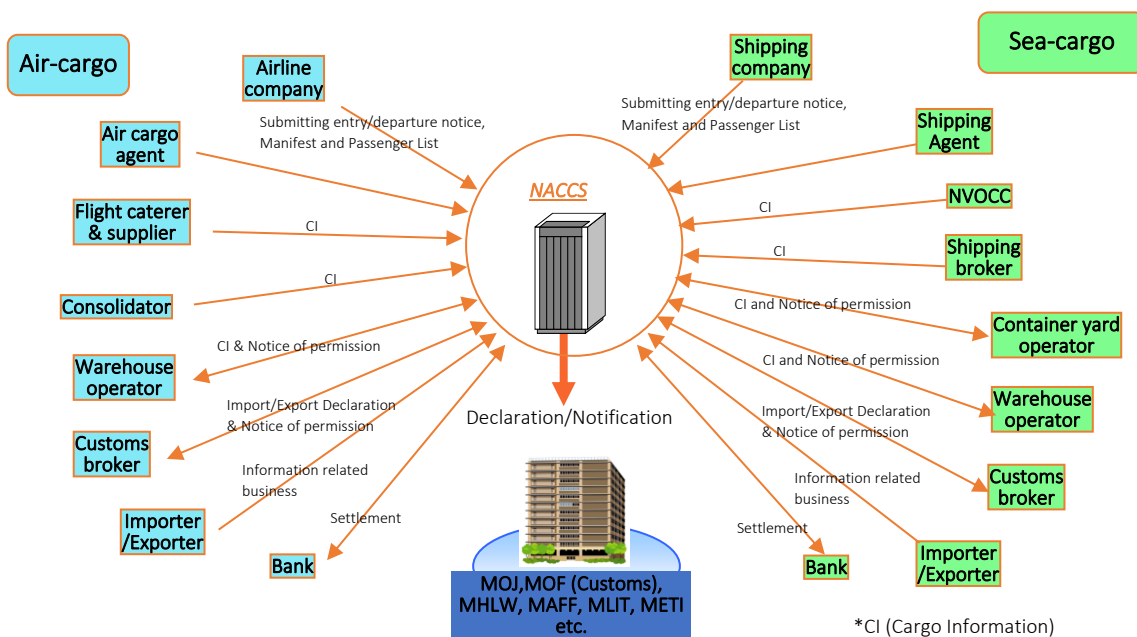 Air-cargo
Sea-cargo
Airline
company
Shipping
company
Submitting entry/departure notice,
Manifest and Passenger List
Submitting entry/departure notice,
Manifest and Passenger List
Air cargo
agent
Shipping
Agent
NACCS
Flight caterer
& supplier
CI
CI
NVOCC
CI
CI
Shipping
broker
Consolidator
CI and Notice of permission
Container yard
operator
CI & Notice of permission
Warehouse
operator
CI and Notice of permission
Warehouse
operator
Import/Export Declaration
& Notice of permission
Declaration/Notification
Import/Export Declaration
& Notice of permission
Customs
broker
Customs
broker
Information related
business
Information related
business
Importer
/Exporter
Settlement
Settlement
Importer
/Exporter
Bank
Bank
MOJ,MOF (Customs),
MHLW, MAFF, MLIT, METI
etc.
*CI (Cargo Information)